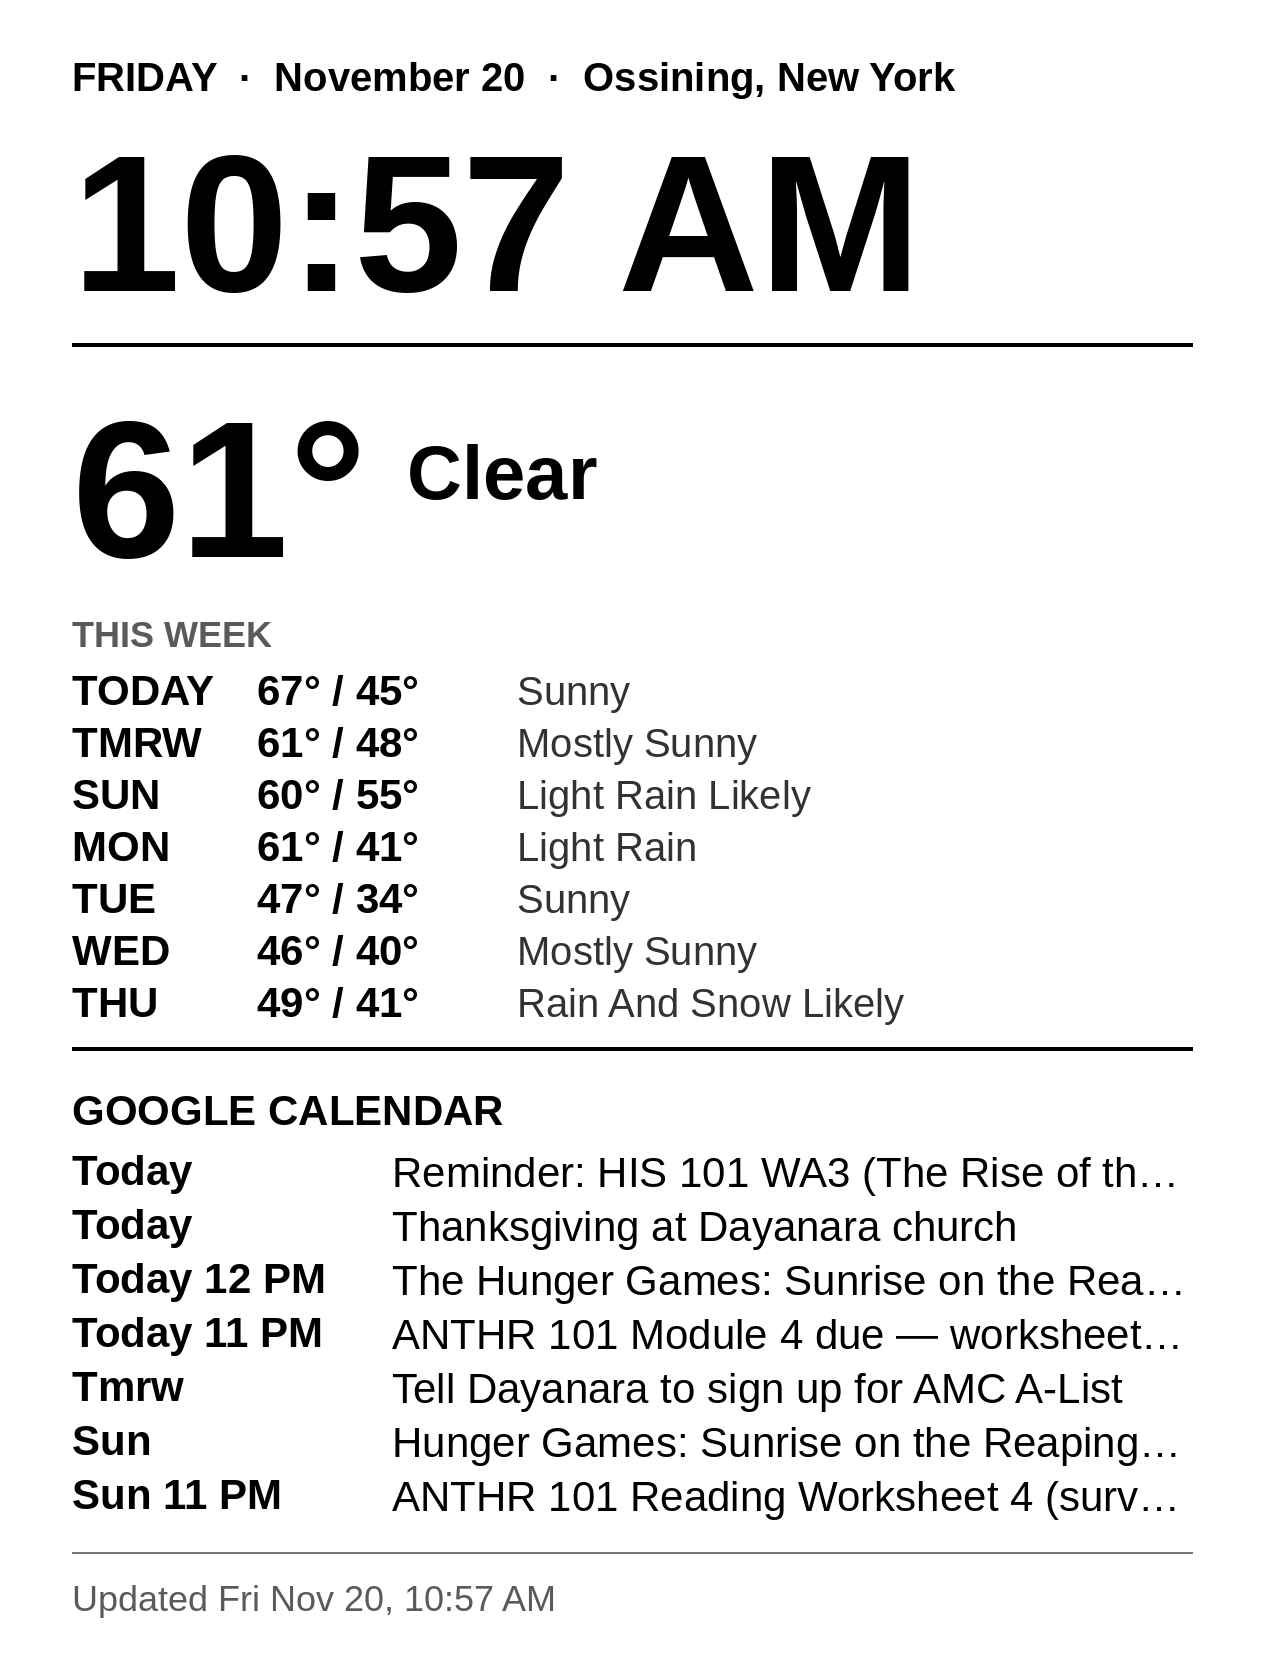 FRIDAY · November 20 · Ossining, New York
10:57 AM
61° Clear
THIS WEEK
TODAY 67° / 45° Sunny
TMRW 61° / 48° Mostly Sunny
SUN 60° / 55° Light Rain Likely
MON 61° / 41° Light Rain
TUE 47° / 34° Sunny
WED 46° / 40° Mostly Sunny
THU 49° / 41° Rain And Snow Likely
GOOGLE CALENDAR
Today Reminder: HIS 101 WA3 (The Rise of th…
Today Thanksgiving at Dayanara church
Today 12 PM The Hunger Games: Sunrise on the Rea…
Today 11 PM ANTHR 101 Module 4 due — worksheet…
Tmrw Tell Dayanara to sign up for AMC A-List
Sun Hunger Games: Sunrise on the Reaping…
Sun 11 PM ANTHR 101 Reading Worksheet 4 (surv…
Updated Fri Nov 20, 10:57 AM